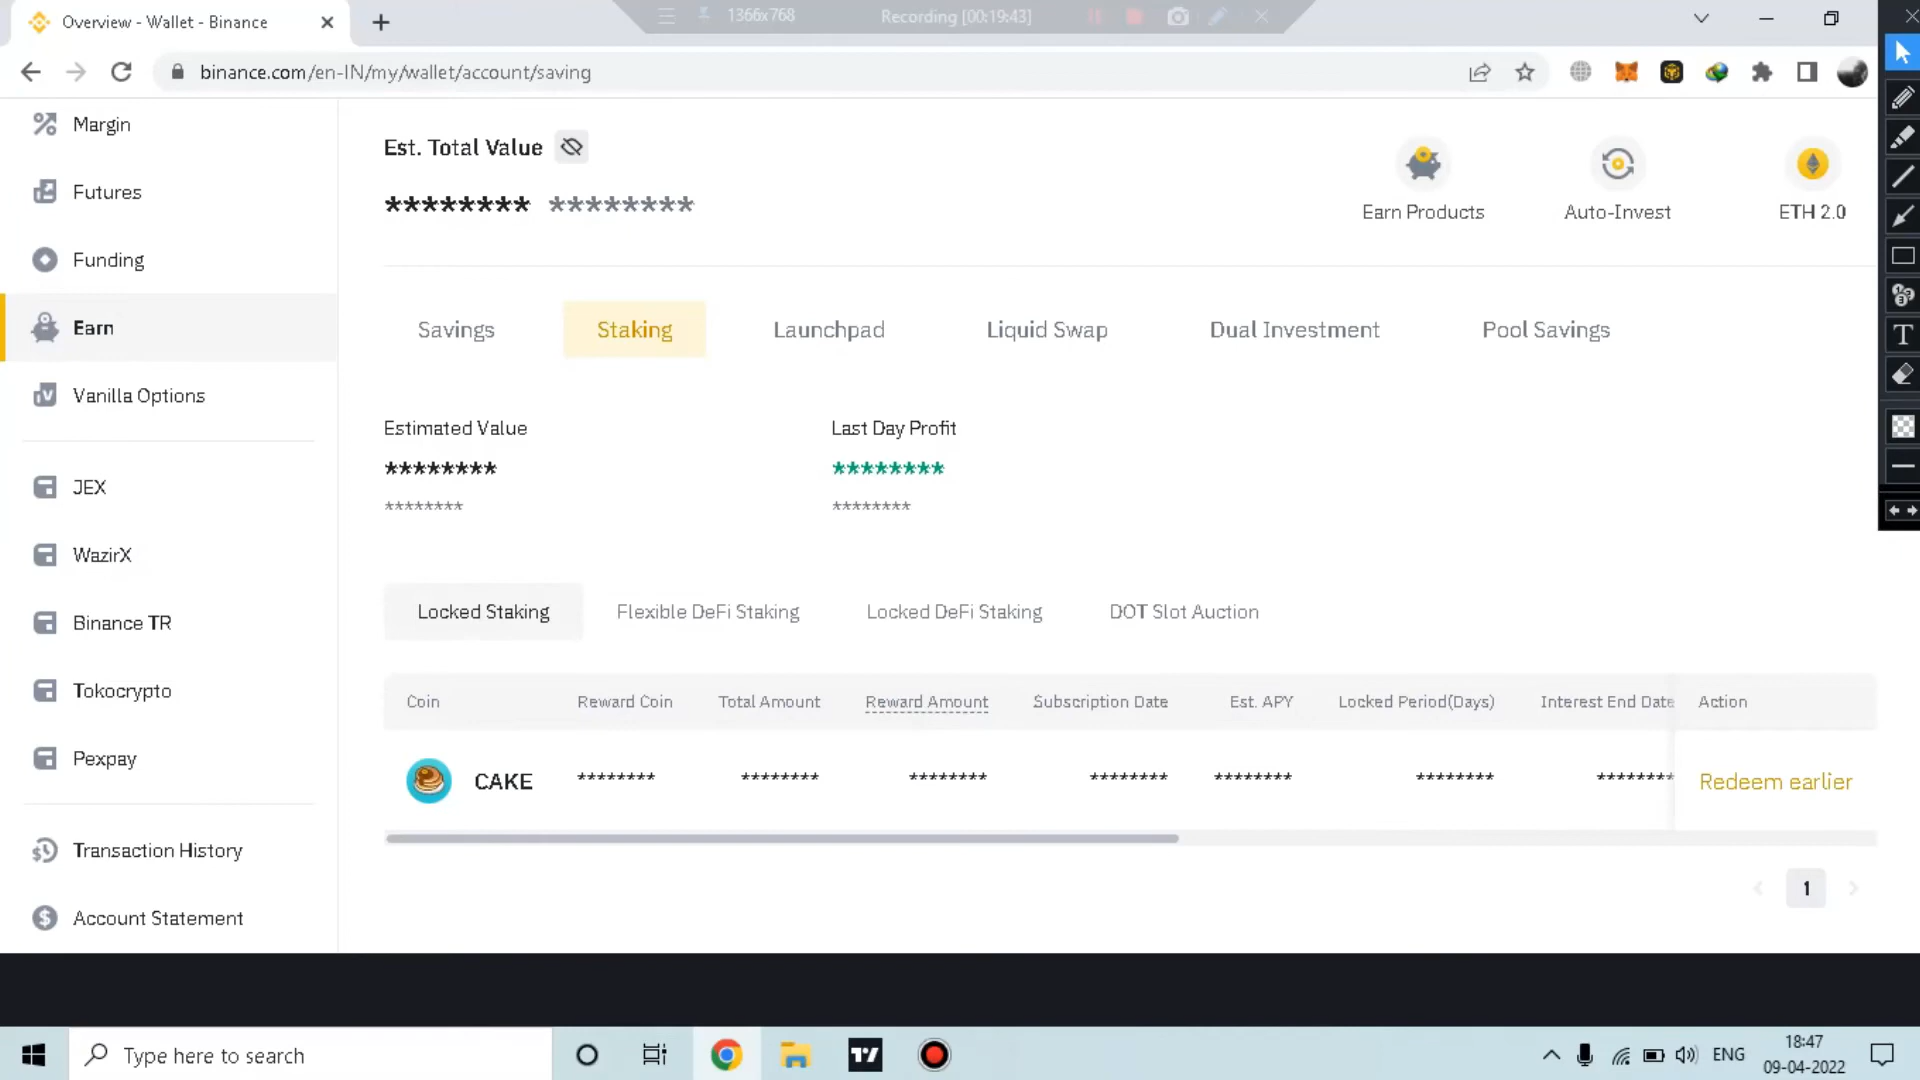 Overview - Wallet - Binance
1366x768
Recording [00:19:43]
binance.com/en-IN/my/wallet/account/saving
Margin
Futures
Funding
Earn
Vanilla Options
JEX
WazirX
Binance TR
Tokocrypto
Pexpay
Transaction History
Account Statement
Est. Total Value
******** ********
Earn Products
Auto-Invest
ETH 2.0
Savings
Staking
Launchpad
Liquid Swap
Dual Investment
Pool Savings
Estimated Value
********
********
Last Day Profit
********
********
Locked Staking
Flexible DeFi Staking
Locked DeFi Staking
DOT Slot Auction
Coin Reward Coin Total Amount Reward Amount Subscription Date Est. APY Locked Period(Days) Interest End Date Action
CAKE ******** ******** ******** ******** ******** ******** ******** Redeem earlier
1
T
Type here to search
ENG
18:47
09-04-2022